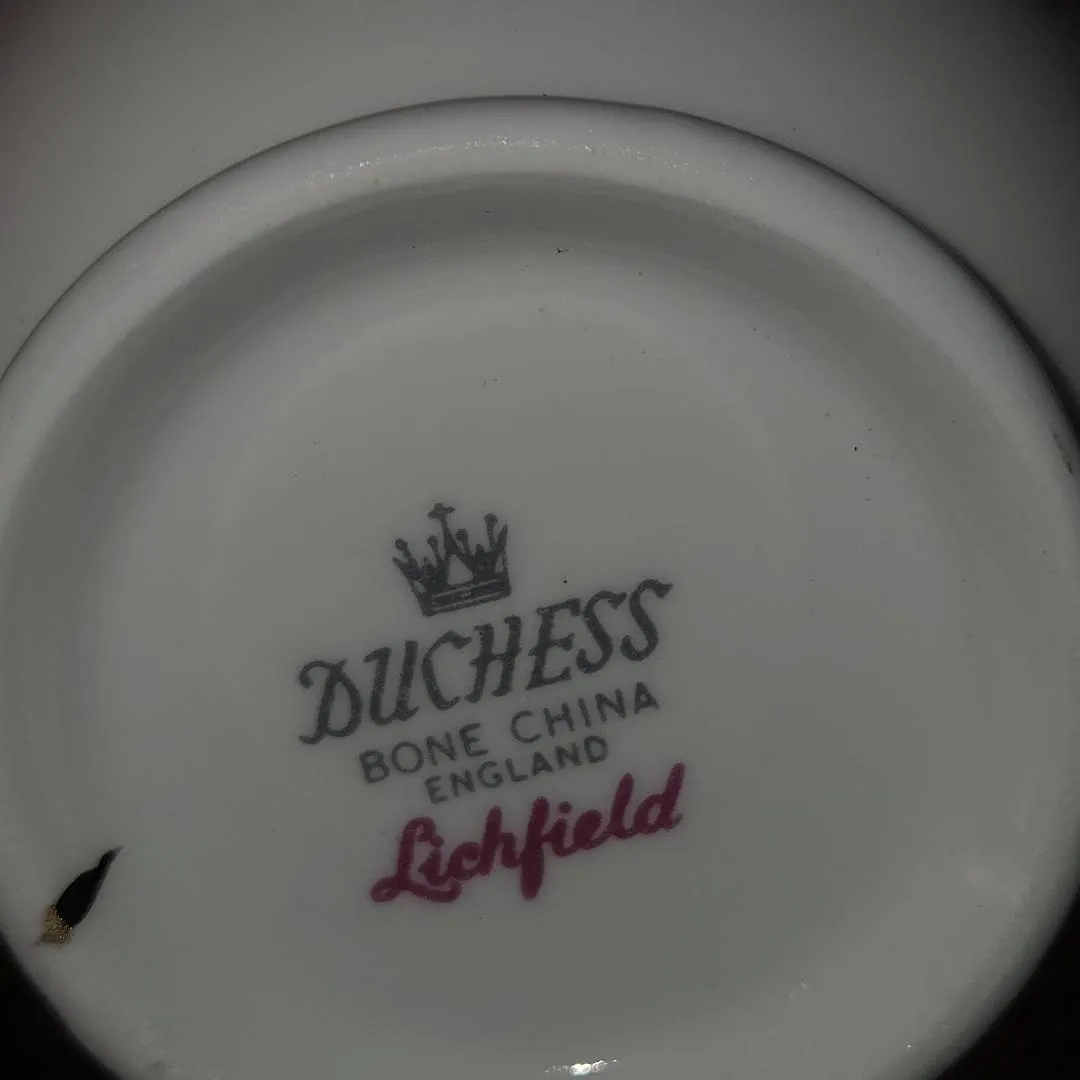 DUCHESS
BONE CHINA
ENGLAND
Lichfield